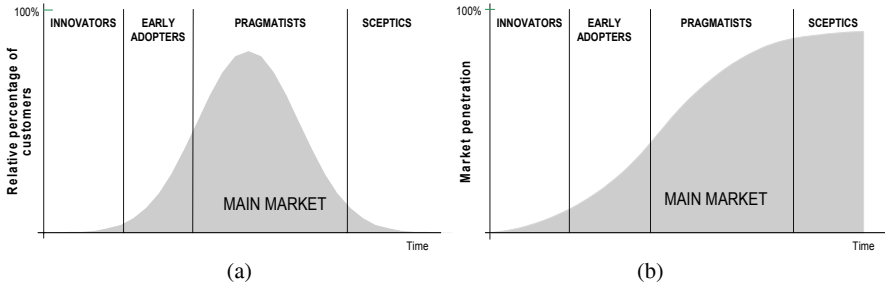 100%
INNOVATORS
EARLY
ADOPTERS
PRAGMATISTS
SCEPTICS
Relative percentage of
customers
MAIN MARKET
Time
(a)
100%
INNOVATORS
EARLY
ADOPTERS
PRAGMATISTS
SCEPTICS
Market penetration
MAIN MARKET
Time
(b)